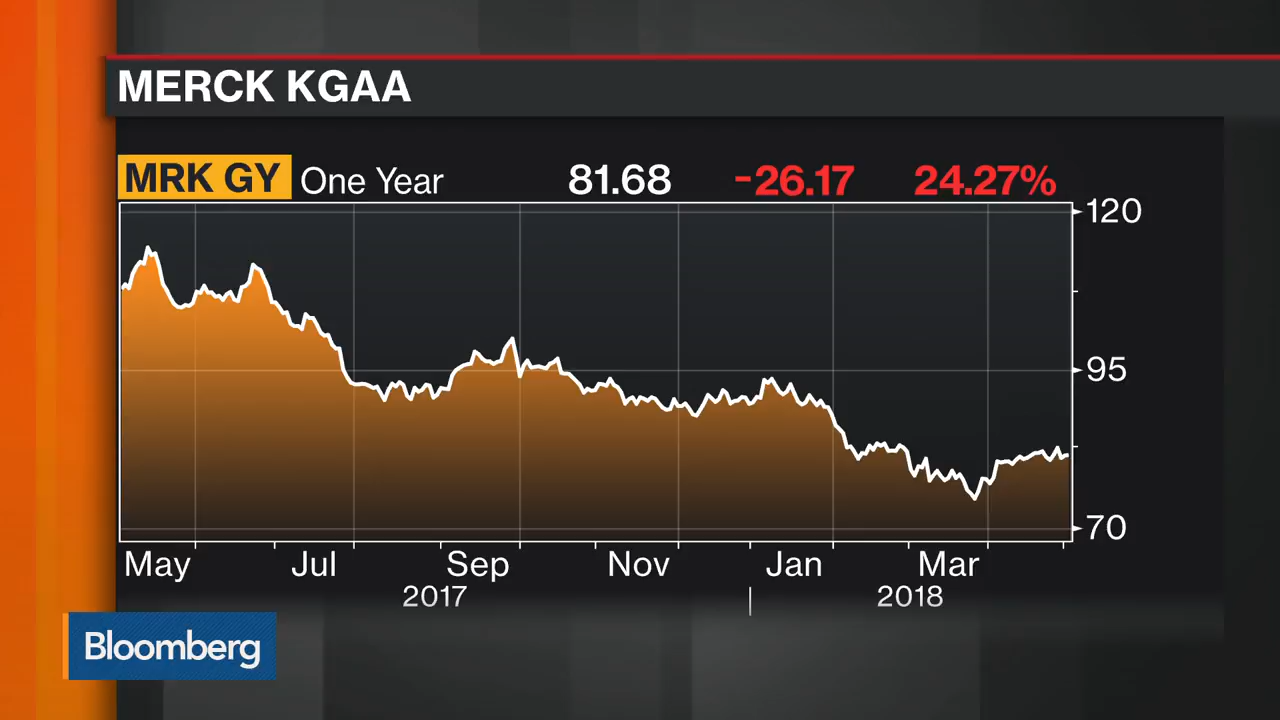 MERCK KGAA
MRK GY One Year 81.68 -26.17 24.27%
120
95
70
May Jul Sep Nov Jan Mar
2017 2018
Bloomberg